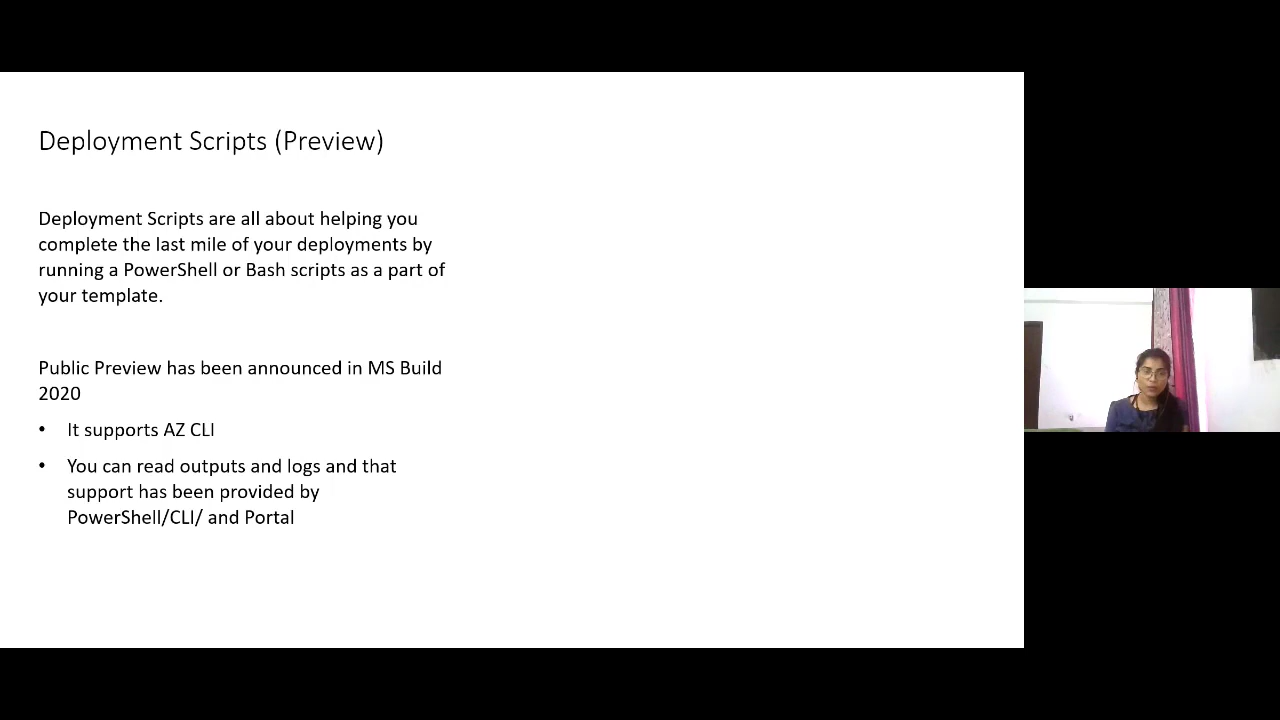 Deployment Scripts (Preview)
Deployment Scripts are all about helping you
complete the last mile of your deployments by
running a PowerShell or Bash scripts as a part of
your template.
Public Preview has been announced in MS Build
2020
• It supports AZ CLI
• You can read outputs and logs and that
support has been provided by
PowerShell/CLI/ and Portal